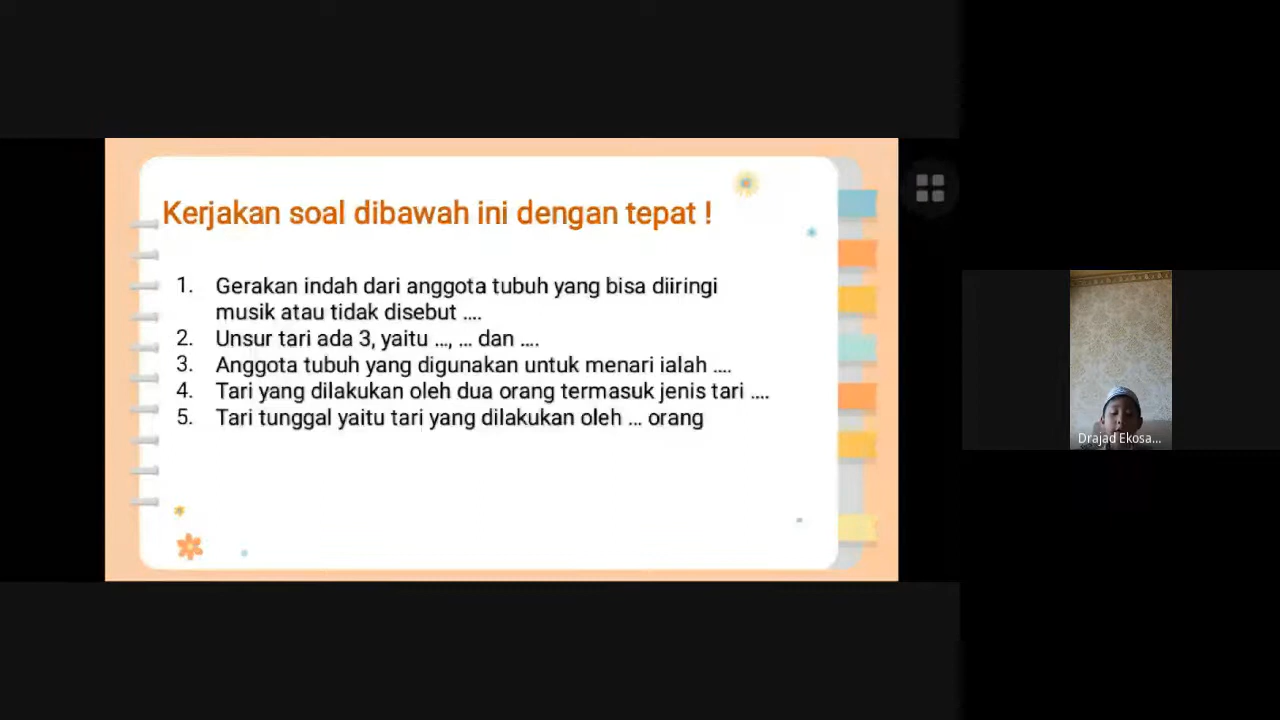 Kerjakan soal dibawah ini dengan tepat !
1. Gerakan indah dari anggota tubuh yang bisa diiringi
musik atau tidak disebut ....
2. Unsur tari ada 3, yaitu ..., ... dan ....
3. Anggota tubuh yang digunakan untuk menari ialah ....
4. Tari yang dilakukan oleh dua orang termasuk jenis tari ....
5. Tari tunggal yaitu tari yang dilakukan oleh ... orang
Drajad Ekosa...